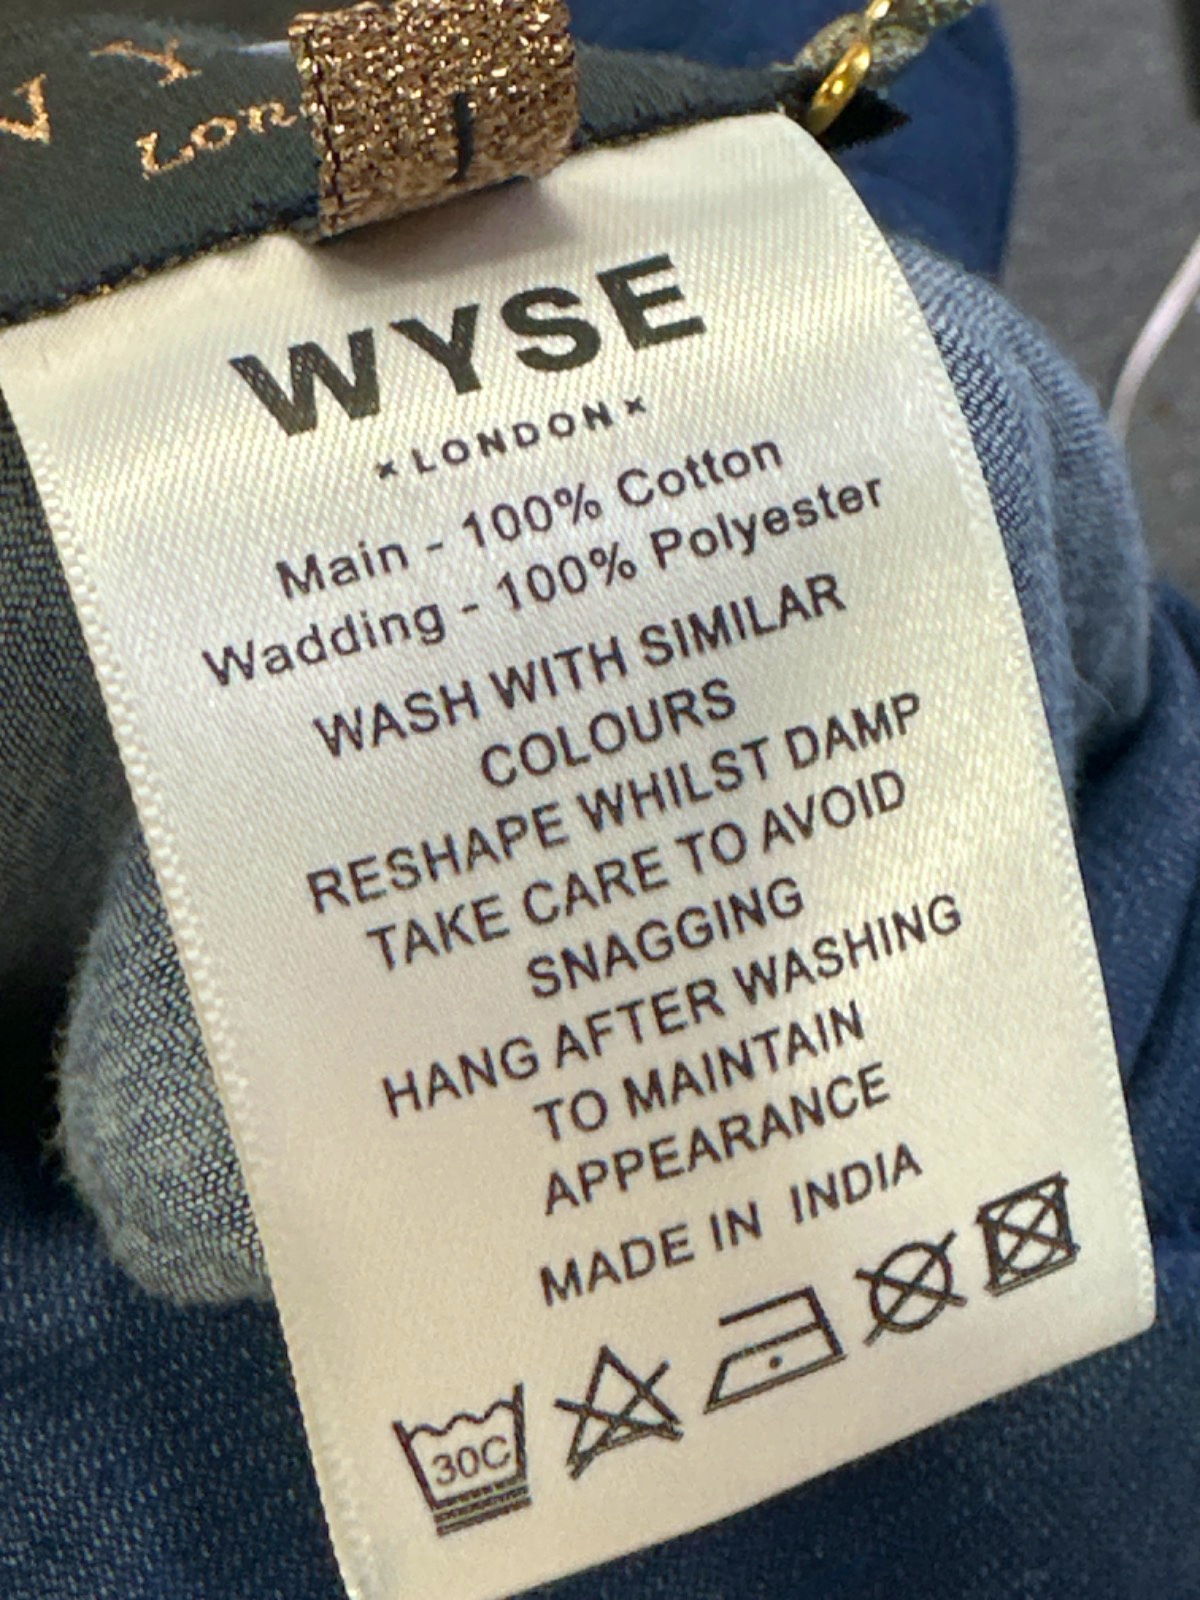 Lon
WYSE
×LONDON×
Main - 100% Cotton
Wadding - 100% Polyester
WASH WITH SIMILAR
COLOURS
RESHAPE WHILST DAMP
TAKE CARE TO AVOID
SNAGGING
HANG AFTER WASHING
TO MAINTAIN
APPEARANCE
MADE IN INDIA
30C